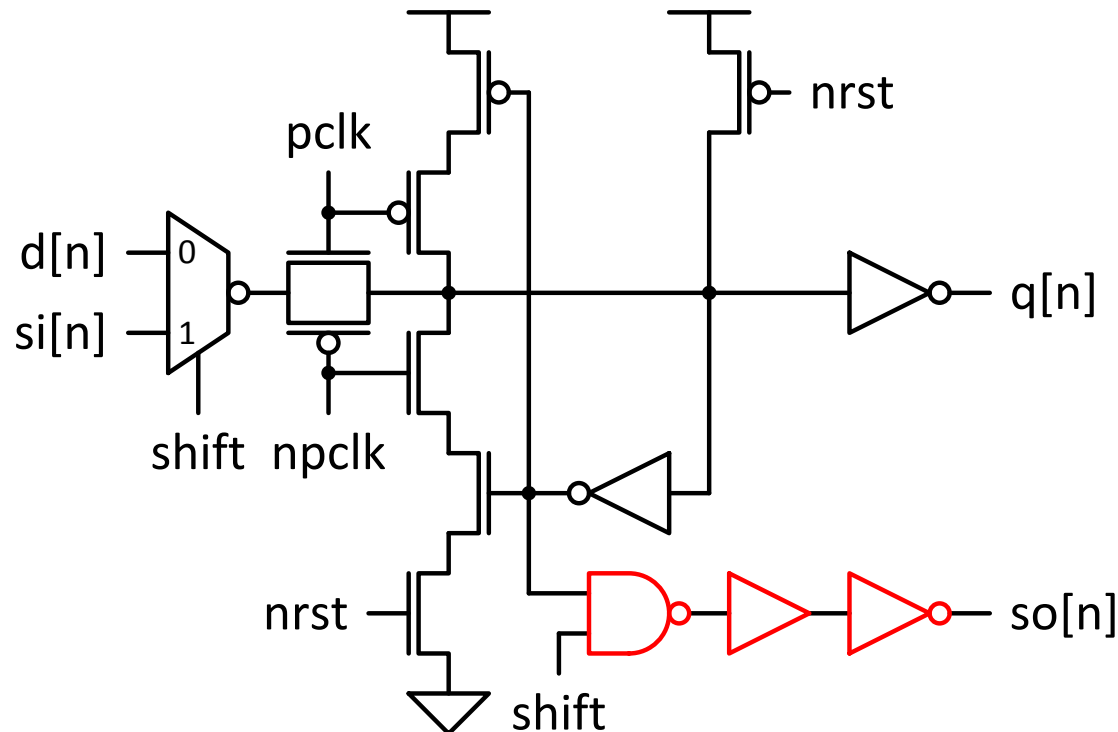 nrst
pclk
d[n]
0
q[n]
si[n]
1
shift
npclk
nrst
so[n]
shift